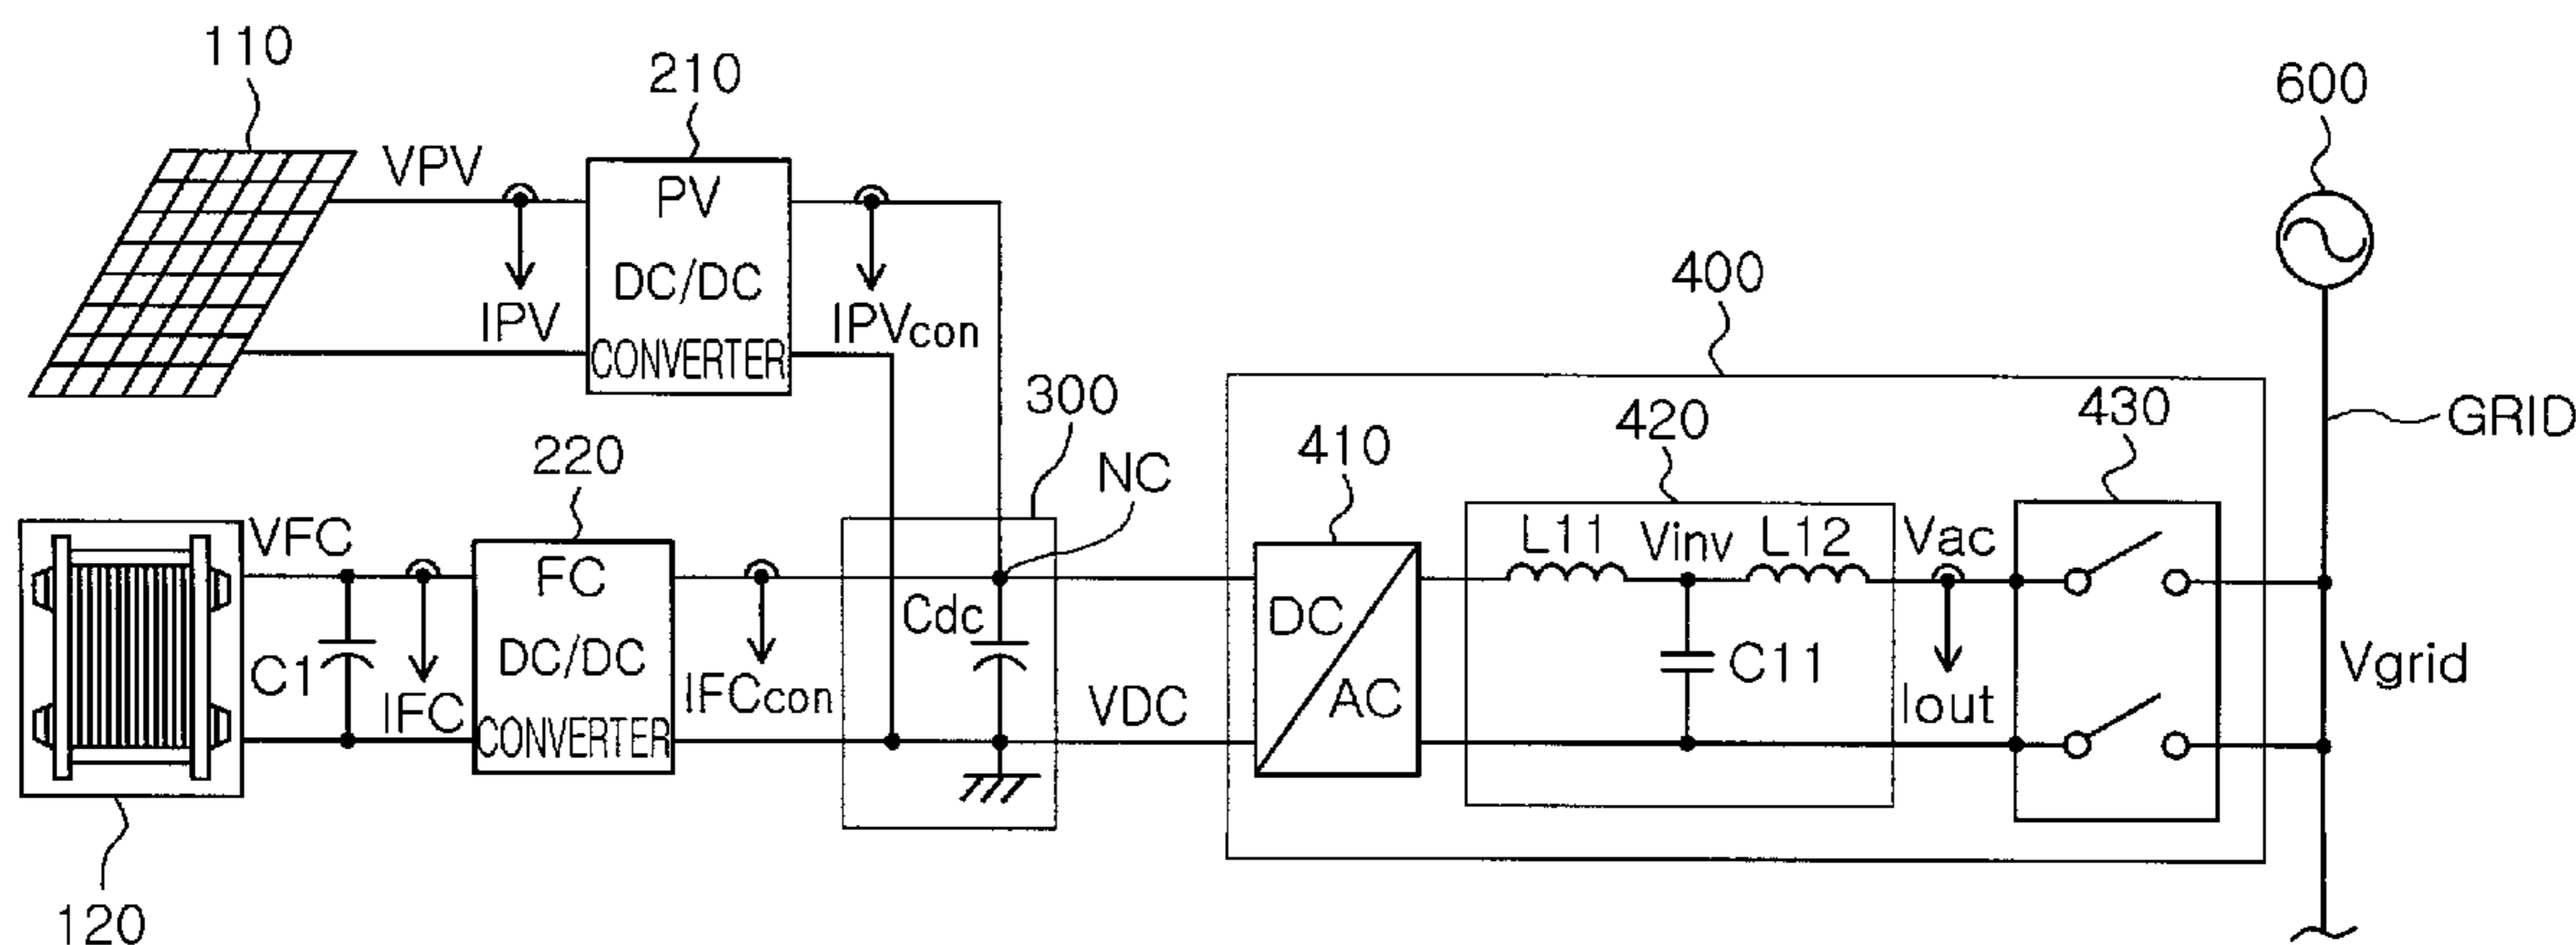 110
210
600
VPV
PV
DC/DC
CONVERTER
IPV
IPVcon
400
300
430
GRID
420
220
410
NC
VFC
FC
DC/DC
CONVERTER
C1
IFC
IFCcon
Cdc
VDC
DC
AC
L11
Vinv
L12
Vac
C11
Iout
Vgrid
120